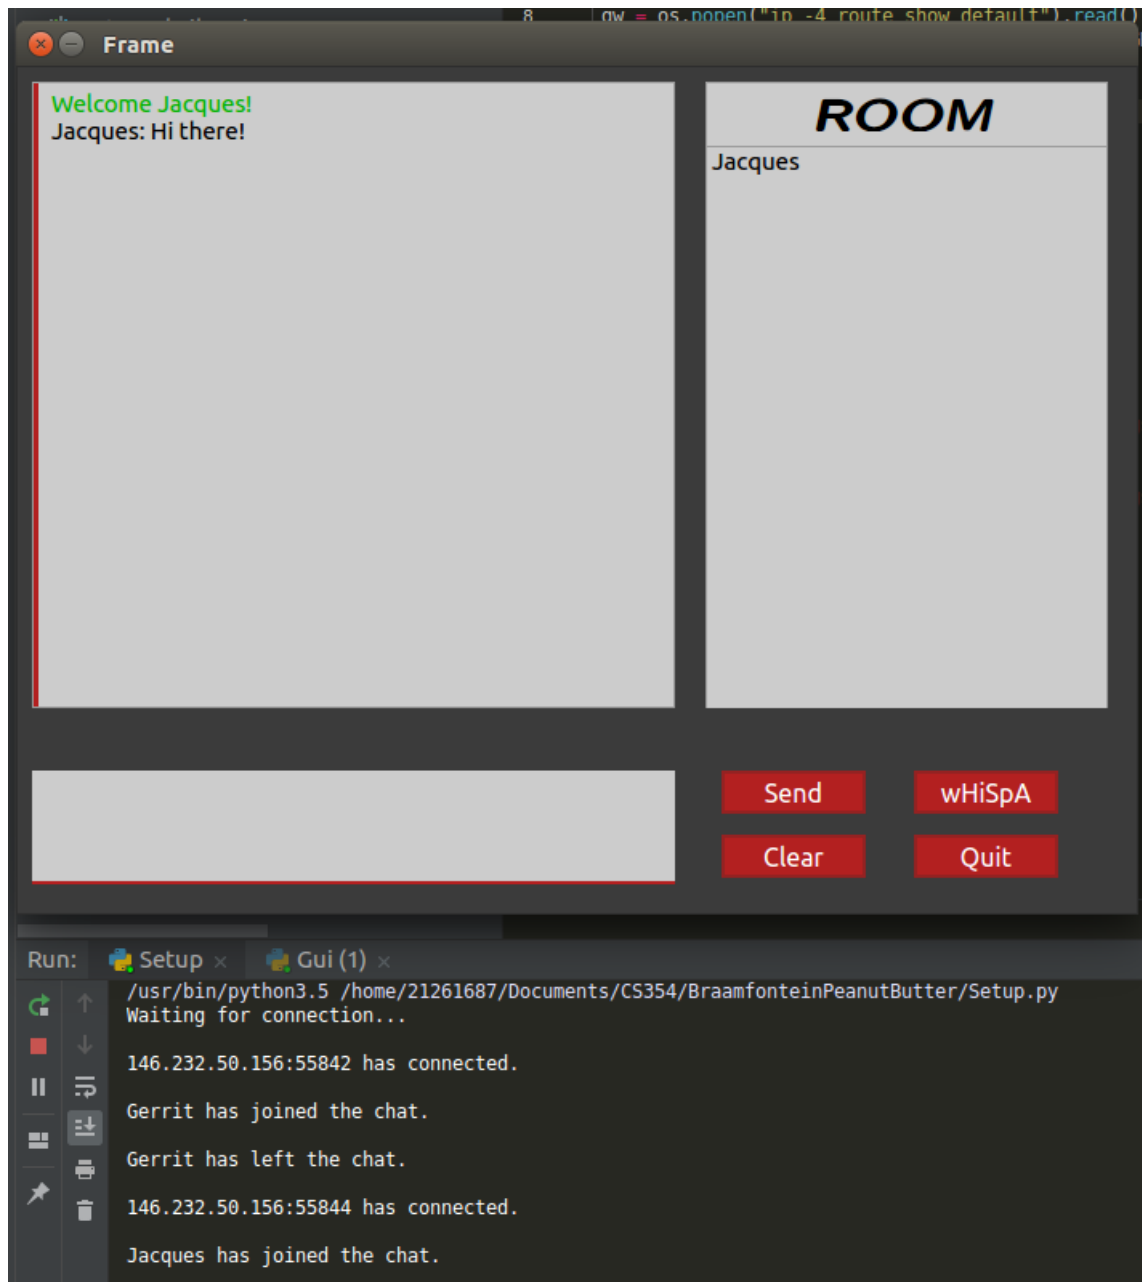 8 gw = os.popen("ip -4 route show default").read()
Frame
Welcome Jacques!
Jacques: Hi there!
ROOM
Jacques
Send
wHiSpA
Clear
Quit
Run:
Setup
Gui (1)
/usr/bin/python3.5 /home/21261687/Documents/CS354/BraamfonteinPeanutButter/Setup.py
Waiting for connection...
146.232.50.156:55842 has connected.
Gerrit has joined the chat.
Gerrit has left the chat.
146.232.50.156:55844 has connected.
Jacques has joined the chat.